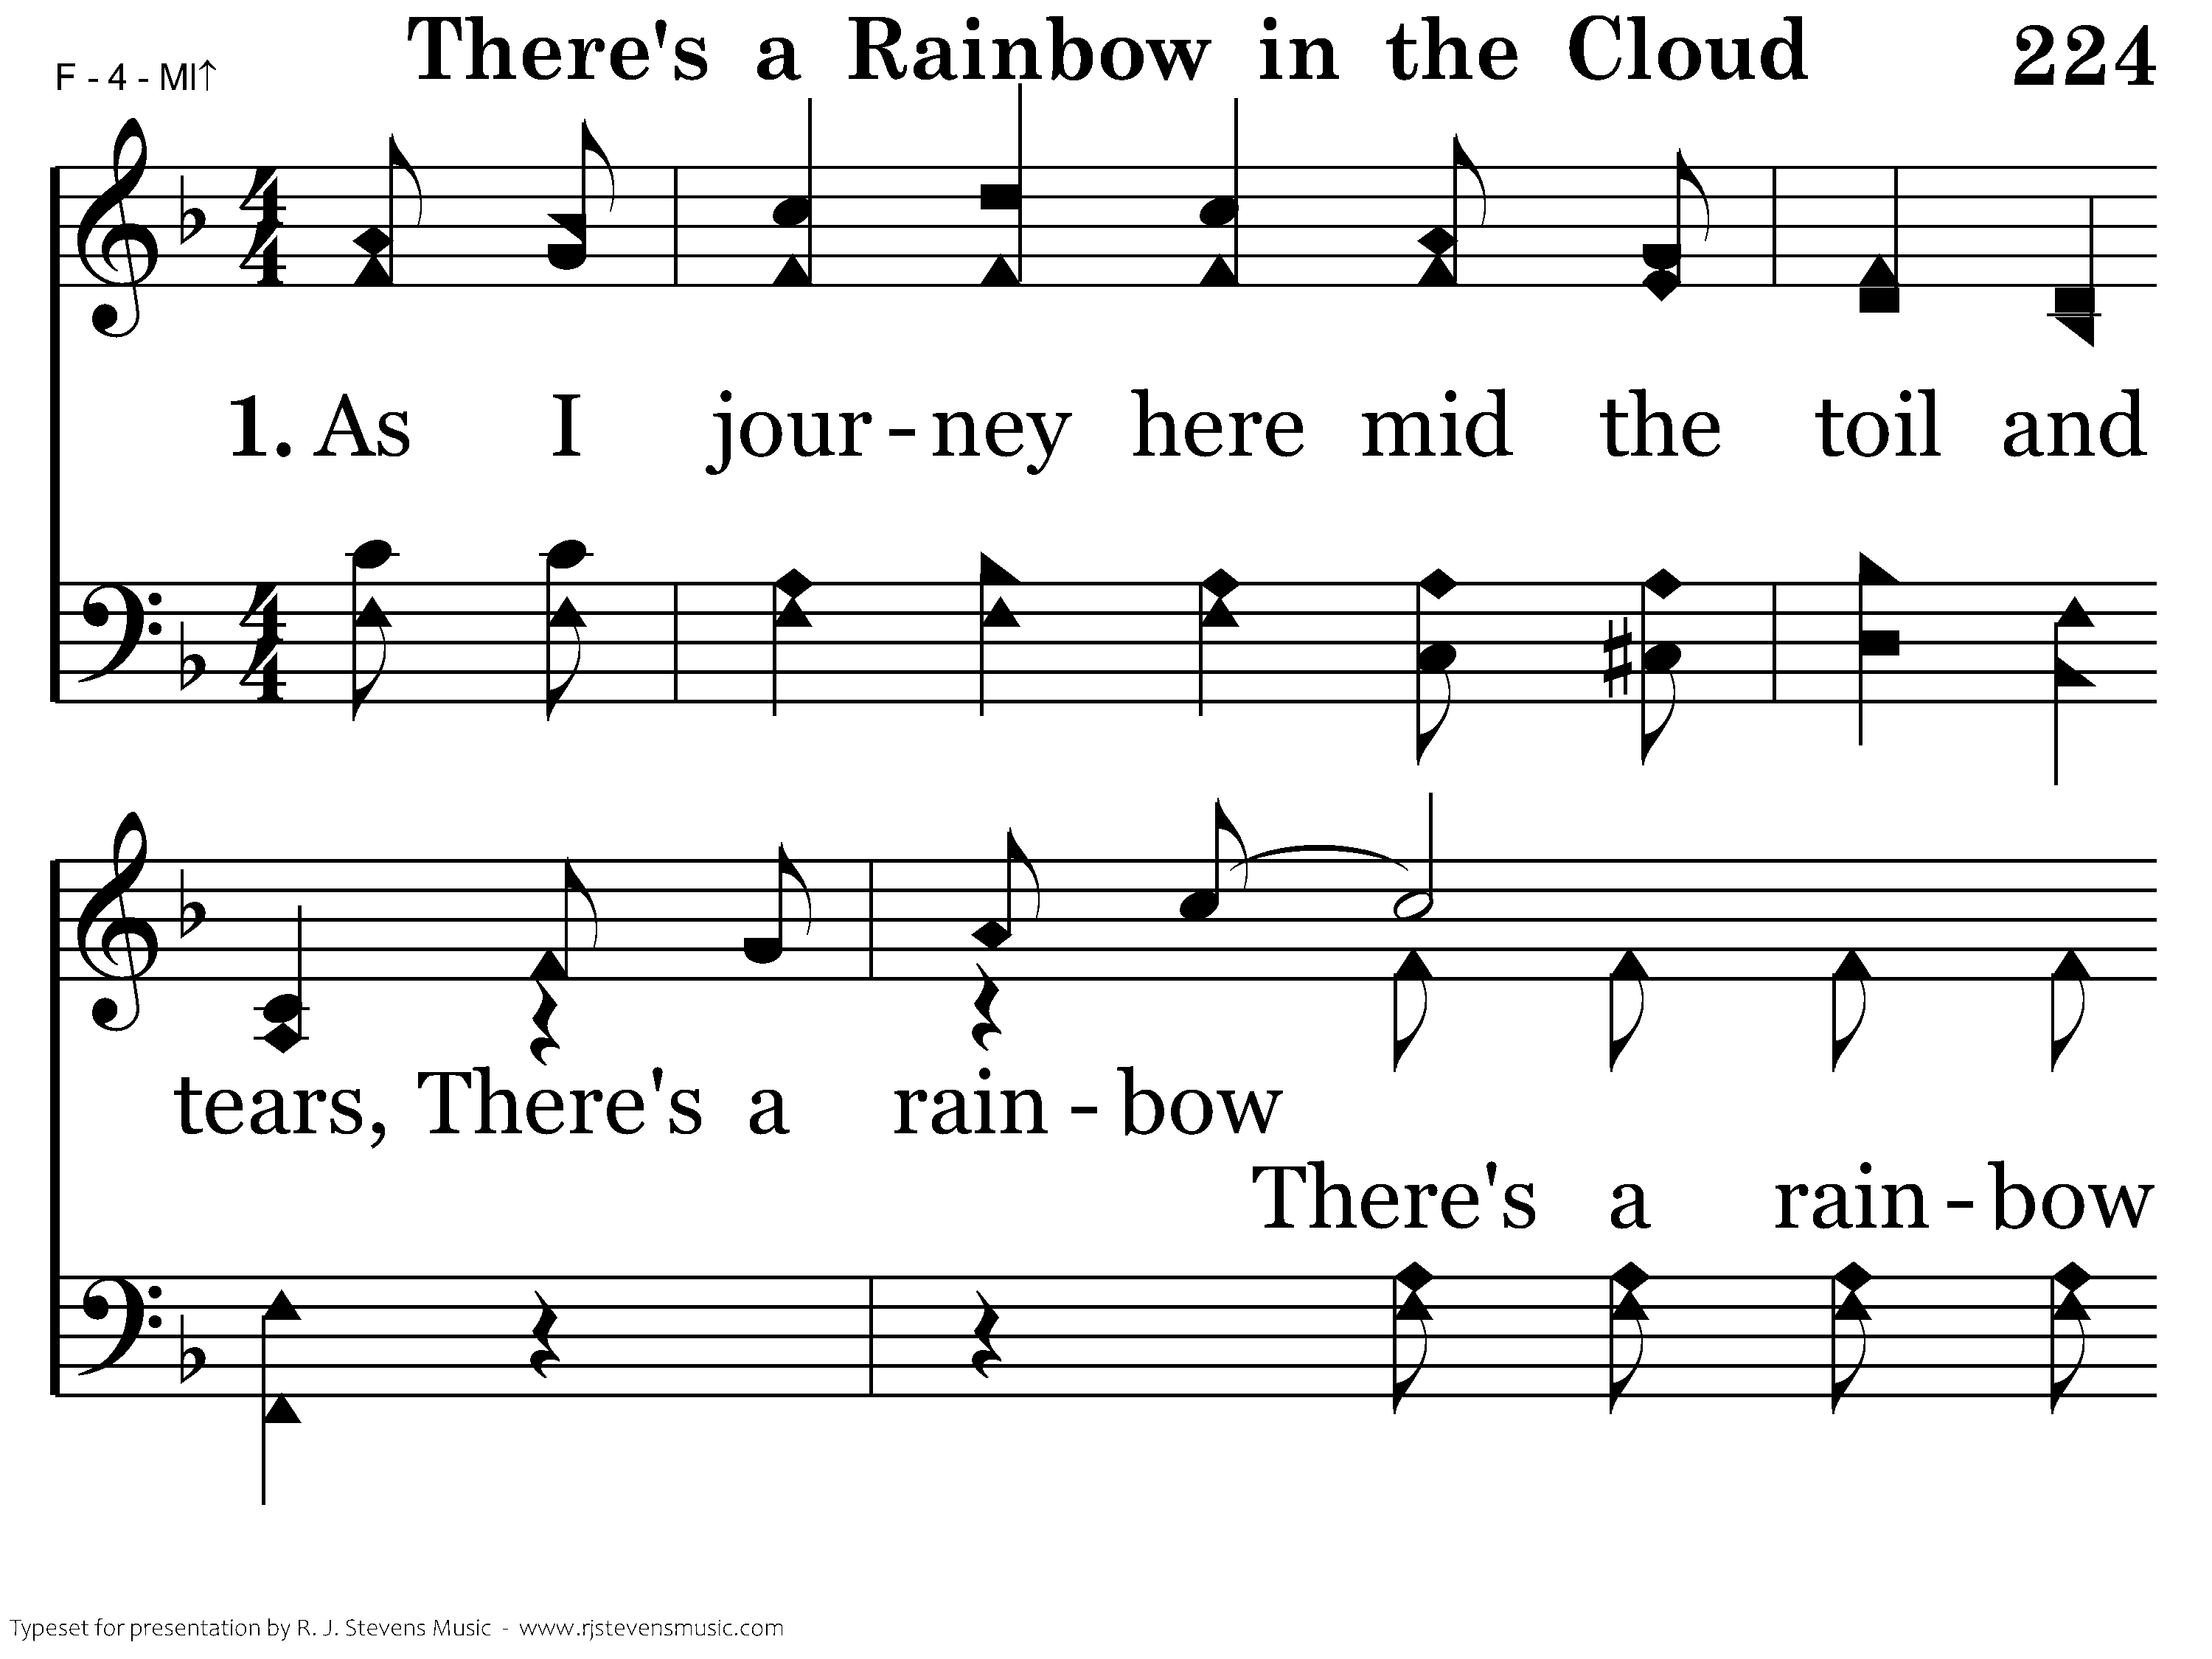 There's a Rainbow in the Cloud 224
F - 4 - MI↑
1. As I jour - ney here mid the toil and
tears, There's a rain - bow
There's a rain - bow
Typeset for presentation by R. J. Stevens Music - www.rjstevensmusic.com